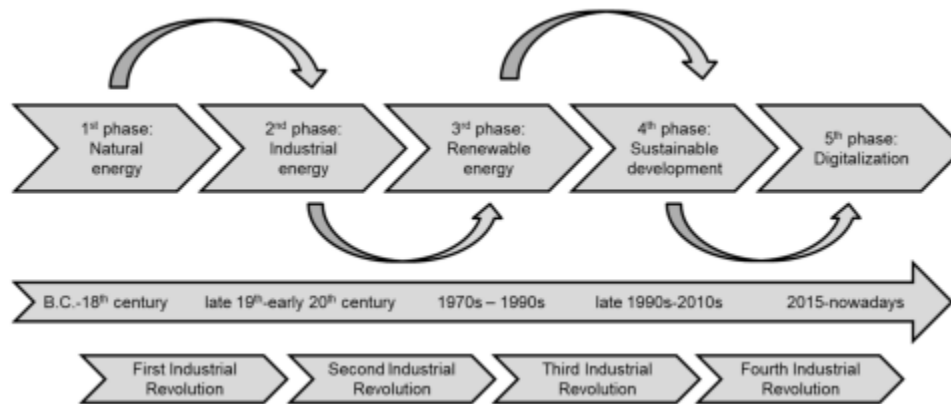 1st phase:
Natural
energy
2nd phase:
Industrial
energy
3rd phase:
Renewable
energy
4th phase:
Sustainable
development
5th phase:
Digitalization
B.C.-18th century
late 19th-early 20th century
1970s – 1990s
late 1990s-2010s
2015-nowadays
First Industrial
Revolution
Second Industrial
Revolution
Third Industrial
Revolution
Fourth Industrial
Revolution